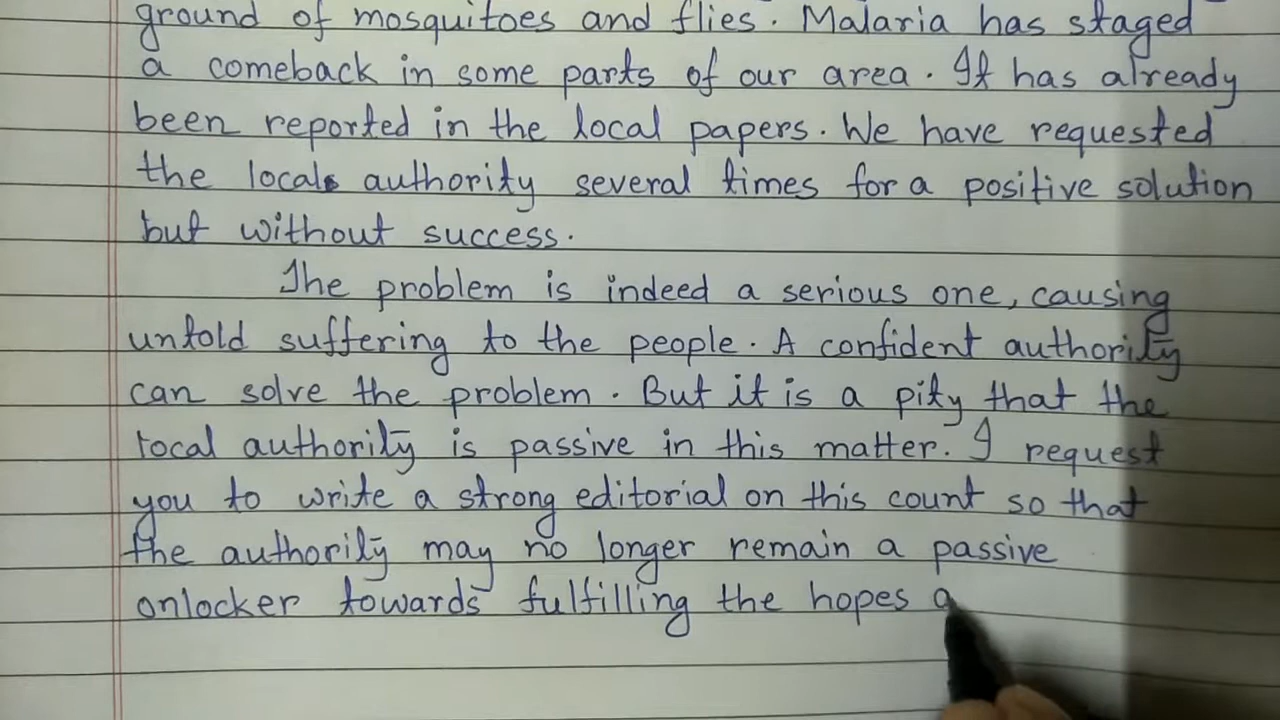 ground of mosquitoes and flies. Malaria has staged
a comeback in some parts of our area. It has already
been reported in the local papers. We have requested
the local authority several times for a positive solution
but without success.
The problem is indeed a serious one, causing
untold suffering to the people. A confident authority
can solve the problem. But it is a pity that the
local authority is passive in this matter. I request
you to write a strong editorial on this count so that
the authority may no longer remain a passive
onlocker towards fulfilling the hopes a